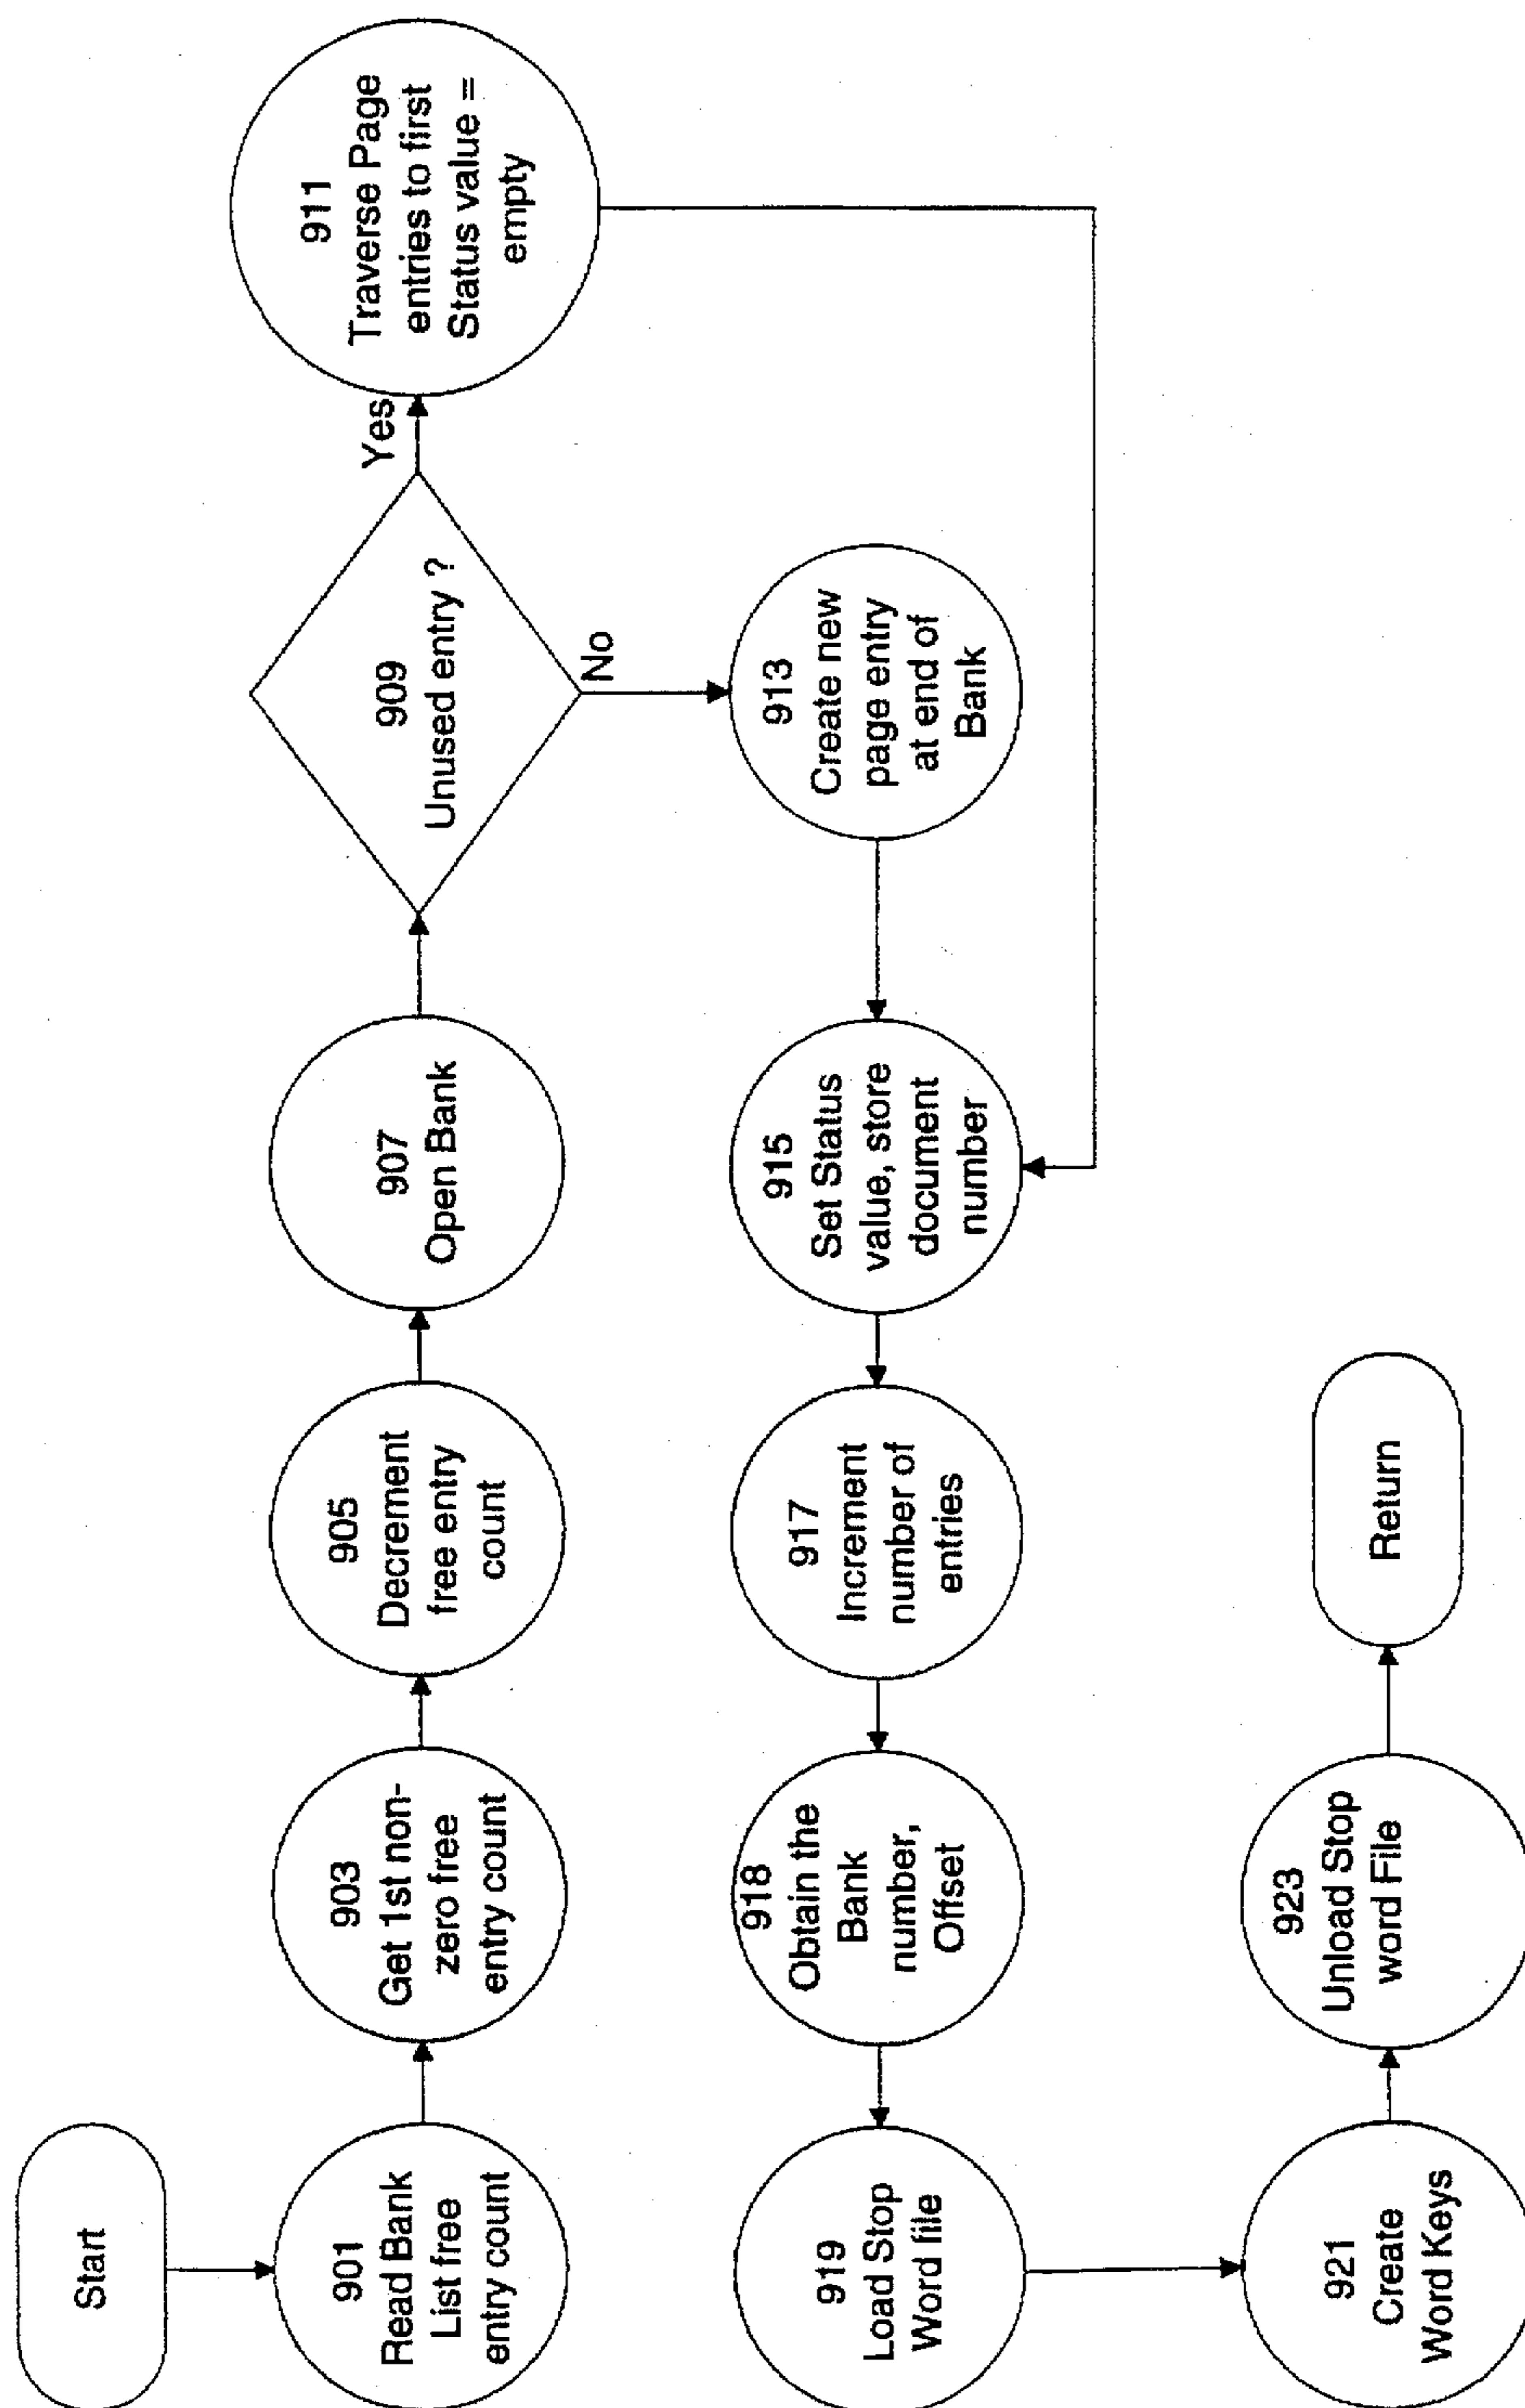 Start
901
Read Bank
List free
entry count
903
Get 1st non-
zero free
entry count
905
Decrement
free entry
count
907
Open Bank
909
Unused entry ?
Yes
911
Traverse Page
entries to first
Status value =
empty
No
913
Create new
page entry
at end of
Bank
915
Set Status
value, store
document
number
917
Increment
number of
entries
918
Obtain the
Bank
number,
Offset
919
Load Stop
Word file
921
Create
Word Keys
923
Unload Stop
word File
Return